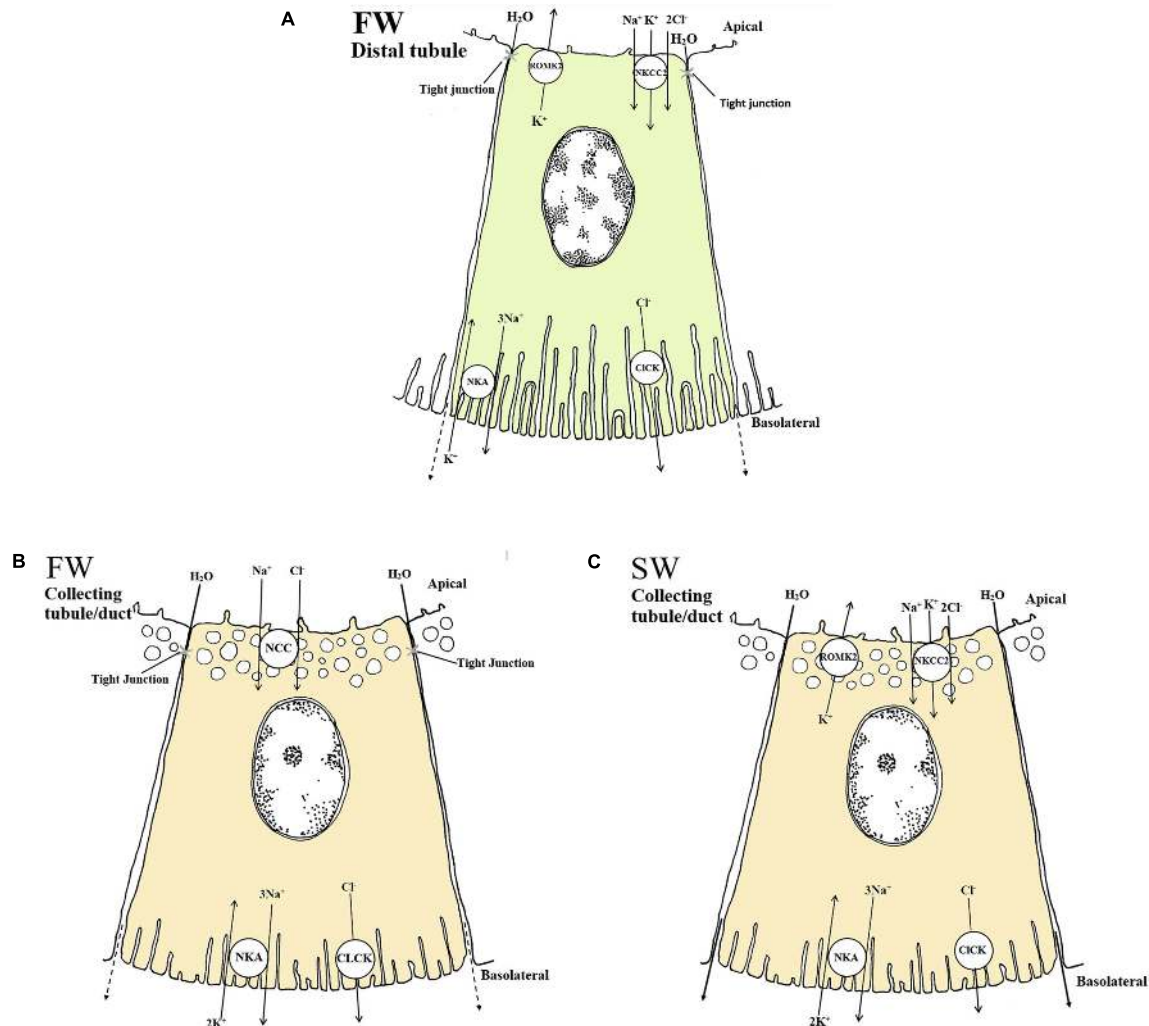 A
FW
Distal tubule
H₂O
Na⁺ K⁺ 2Cl⁻
H₂O
Apical
ROMK2
NKCC2
Tight junction
Tight junction
K⁺
3Na⁺
Cl⁻
NKA
ClCK
Basolateral
K⁺
B
FW
Collecting
tubule/duct
H₂O
Na⁺
Cl⁻
H₂O
Apical
NCC
Tight Junction
Tight Junction
3Na⁺
Cl⁻
NKA
CLCK
Basolateral
2K⁺
C
SW
Collecting
tubule/duct
H₂O
Na⁺ K⁺ 2Cl⁻
H₂O
Apical
ROMK2
NKCC2
K⁺
3Na⁺
Cl⁻
NKA
ClCK
Basolateral
2K⁺